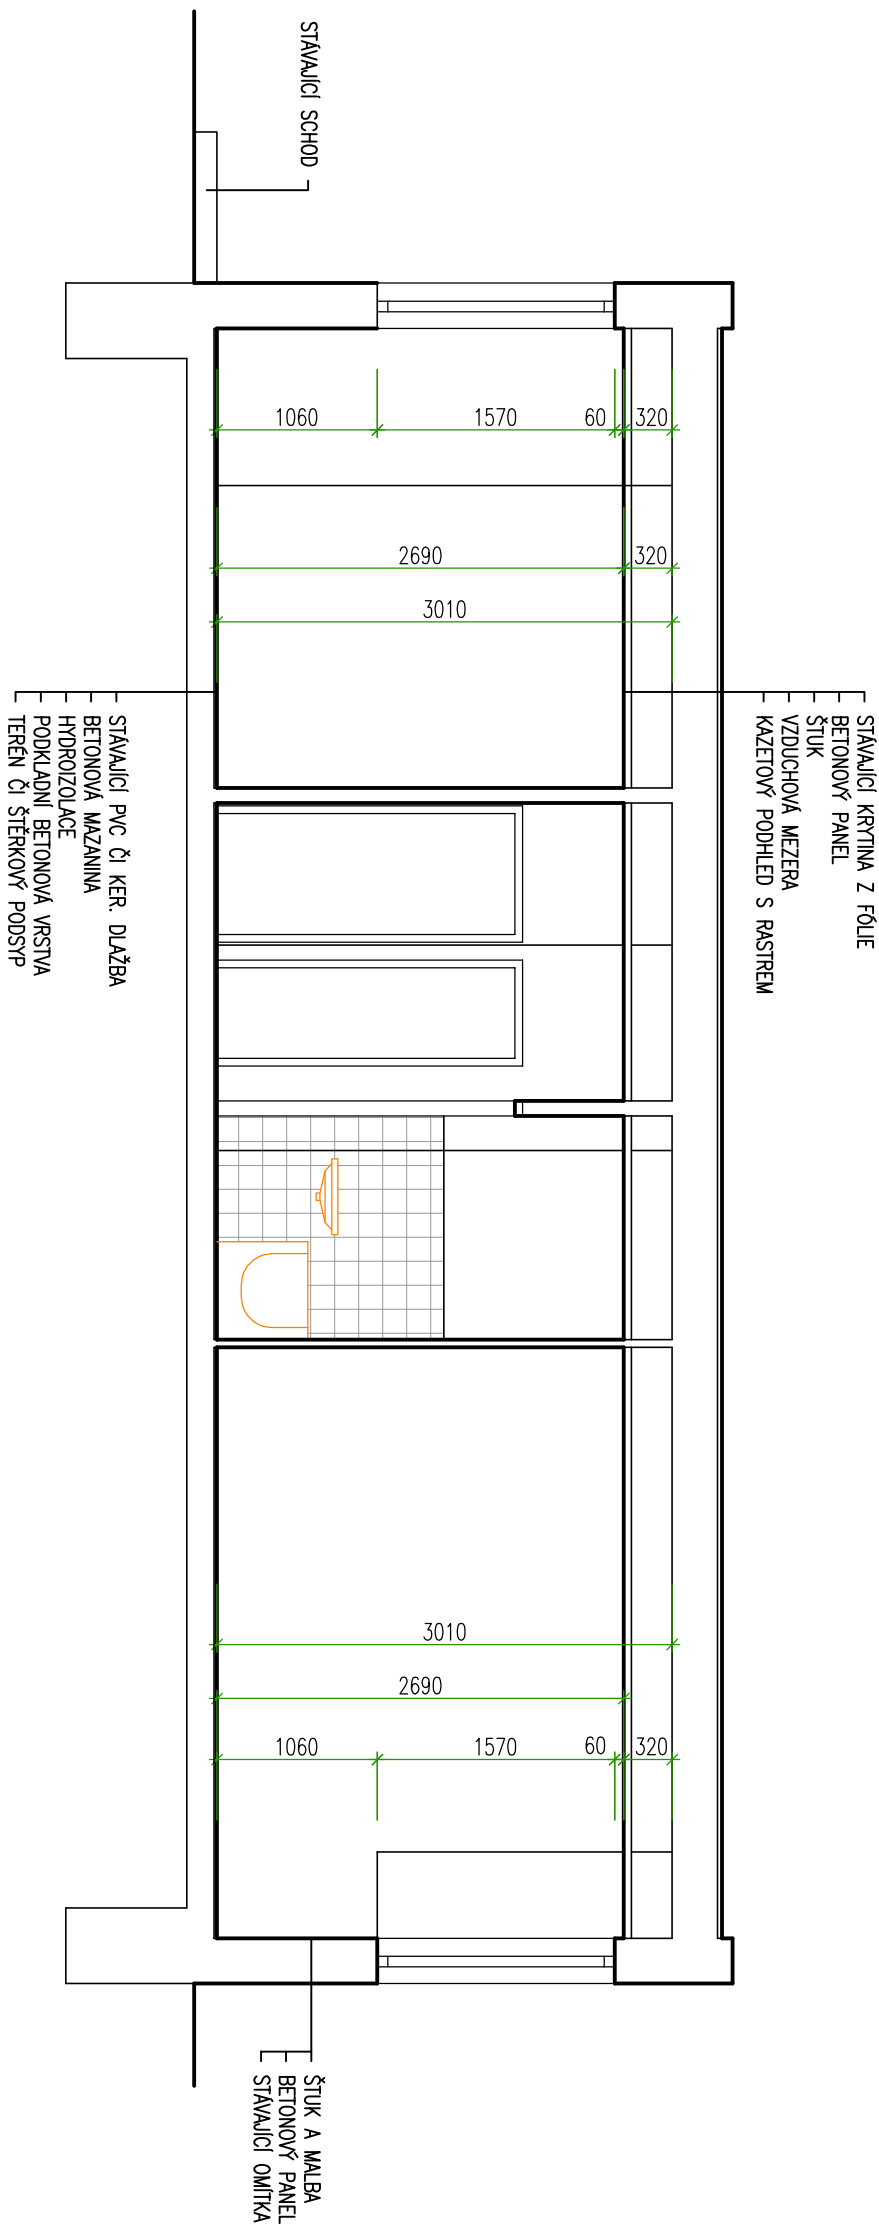 STÁVAJÍCÍ SCHOD
1060
1570
60
320
2690
320
3010
STÁVAJÍCÍ KRYTINA Z FÓLIE
BETONOVÝ PANEL
ŠTUK
VZDUCHOVÁ MEZERA
KAZETOVÝ PODHLED S RASTREM
STÁVAJÍCÍ PVC ČI KER. DLAŽBA
BETONOVÁ MAZANINA
HYDROIZOLACE
PODKLADNÍ BETONOVÁ VRSTVA
TERÉN ČI ŠTĚRKOVÝ PODSYP
3010
2690
1060
1570
60
320
ŠTUK A MALBA
BETONOVÝ PANEL
STÁVAJÍCÍ OMÍTKA